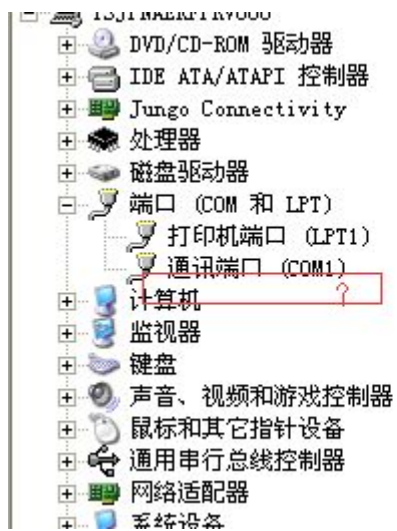 DVD/CD-ROM 驱动器
IDE ATA/ATAPI 控制器
Jungo Connectivity
处理器
磁盘驱动器
端口 (COM 和 LPT)
打印机端口 (LPT1)
通讯端口 (COM1)
?
计算机
监视器
键盘
声音、视频和游戏控制器
鼠标和其它指针设备
通用串行总线控制器
网络适配器
系统设备